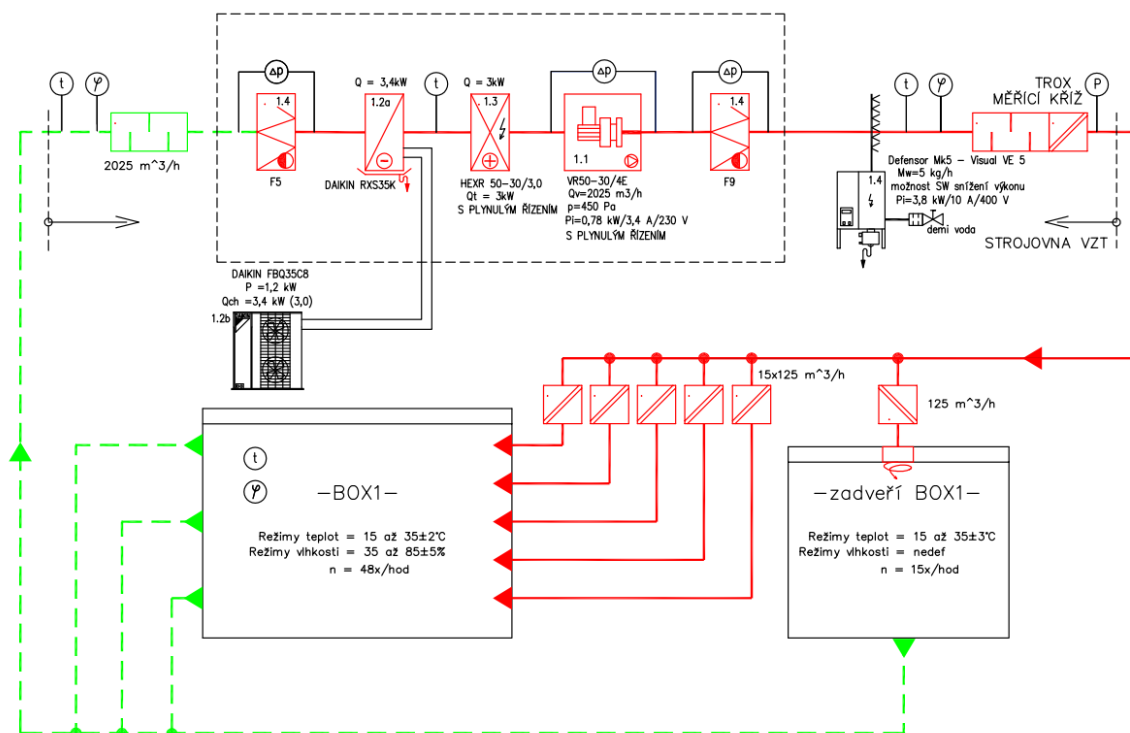 t
φ
2025 m^3/h
Δp
1.4
F5
Q = 3,4kW
1.2a
DAIKIN RXS35K
t
Q = 3kW
1.3
HEXR 50-30/3,0
Qt = 3kW
S PLYNULÝM ŘÍZENÍM
Δp
1.1
VR50-30/4E
Qv=2025 m3/h
p=450 Pa
Pi=0,78 kW/3,4 A/230 V
S PLYNULÝM ŘÍZENÍM
Δp
1.4
F9
t
φ
TROX
MĚŘÍCÍ KŘÍŽ
P
Defensor Mk5 - Visual VE 5
Mw=5 kg/h
možnost SW snížení výkonu
Pi=3,8 kW/10 A/400 V
1.4
demi voda
STROJOVNA VZT
DAIKIN FBQ35C8
P =1,2 kW
Qch =3,4 kW (3,0)
1.2b
15x125 m^3/h
125 m^3/h
t
φ
-BOX1-
Režimy teplot = 15 až 35±2°C
Režimy vlhkosti = 35 až 85±5%
n = 48x/hod
-zadveří BOX1-
Režimy teplot = 15 až 35±3°C
Režimy vlhkosti = nedef
n = 15x/hod